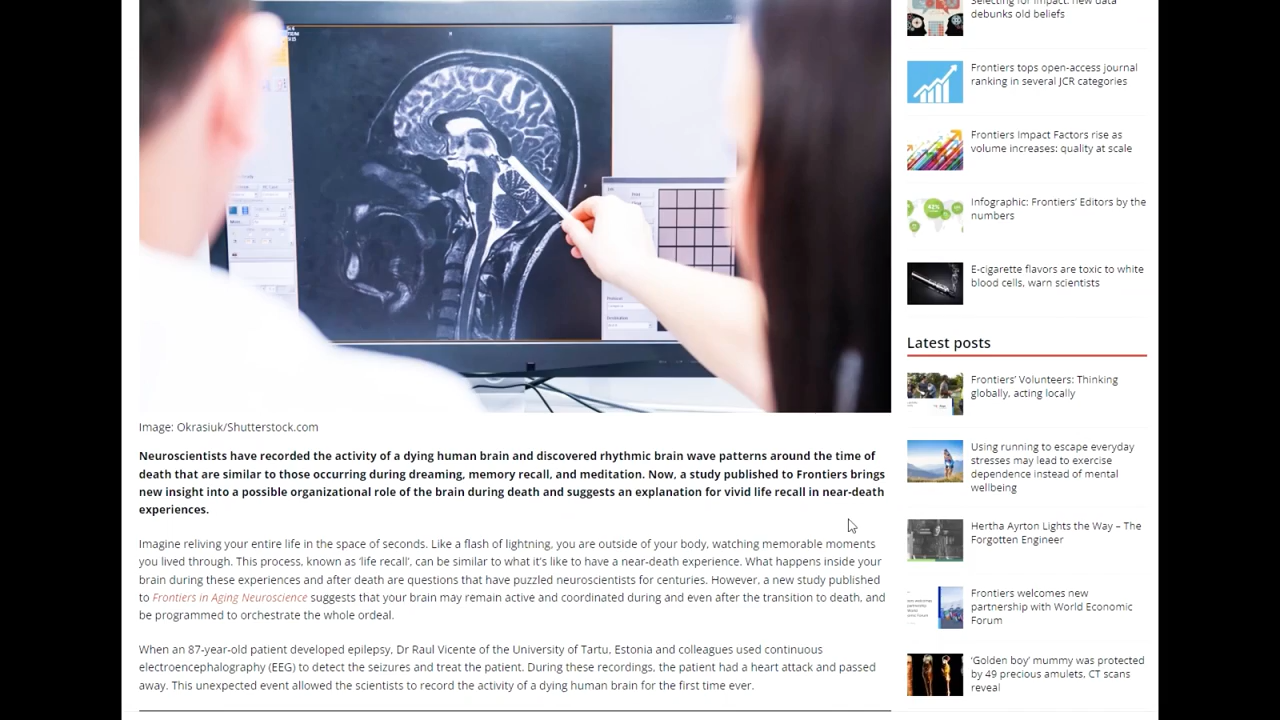 Selecting for impact: new data
debunks old beliefs
Frontiers tops open-access journal
ranking in several JCR categories
Frontiers Impact Factors rise as
volume increases: quality at scale
Infographic: Frontiers' Editors by the
numbers
E-cigarette flavors are toxic to white
blood cells, warn scientists
Latest posts
Frontiers' Volunteers: Thinking
globally, acting locally
Using running to escape everyday
stresses may lead to exercise
dependence instead of mental
wellbeing
Hertha Ayrton Lights the Way – The
Forgotten Engineer
Frontiers welcomes new
partnership with World Economic
Forum
'Golden boy' mummy was protected
by 49 precious amulets, CT scans
reveal
Image: Okrasiuk/Shutterstock.com
Neuroscientists have recorded the activity of a dying human brain and discovered rhythmic brain wave patterns around the time of
death that are similar to those occurring during dreaming, memory recall, and meditation. Now, a study published to Frontiers brings
new insight into a possible organizational role of the brain during death and suggests an explanation for vivid life recall in near-death
experiences.
Imagine reliving your entire life in the space of seconds. Like a flash of lightning, you are outside of your body, watching memorable moments
you lived through. This process, known as 'life recall', can be similar to what it's like to have a near-death experience. What happens inside your
brain during these experiences and after death are questions that have puzzled neuroscientists for centuries. However, a new study published
to Frontiers in Aging Neuroscience suggests that your brain may remain active and coordinated during and even after the transition to death, and
be programmed to orchestrate the whole ordeal.
When an 87-year-old patient developed epilepsy, Dr Raul Vicente of the University of Tartu, Estonia and colleagues used continuous
electroencephalography (EEG) to detect the seizures and treat the patient. During these recordings, the patient had a heart attack and passed
away. This unexpected event allowed the scientists to record the activity of a dying human brain for the first time ever.